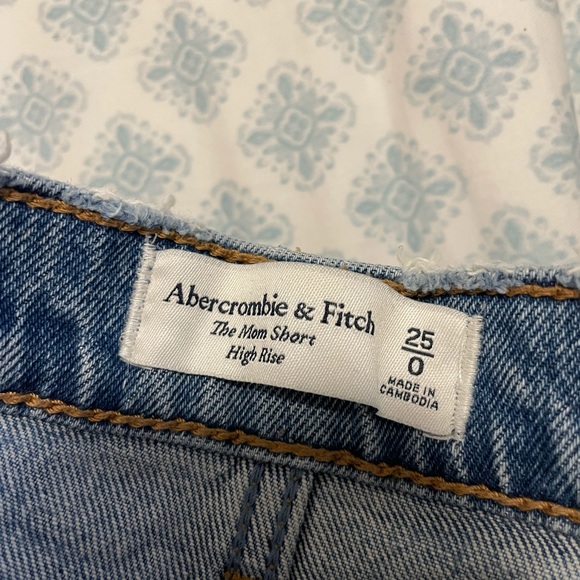 Abercrombie & Fitch
The Mom Short
High Rise
25
0
MADE IN
CAMBODIA